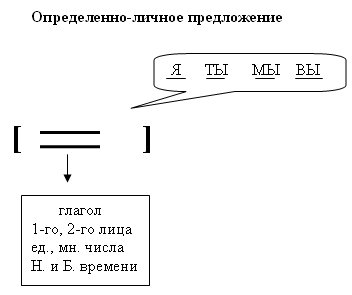 Определенно-личное предложение
Я ТЫ МЫ ВЫ
[ ]
глагол
1-го, 2-го лица
ед., мн. числа
Н. и Б. времени